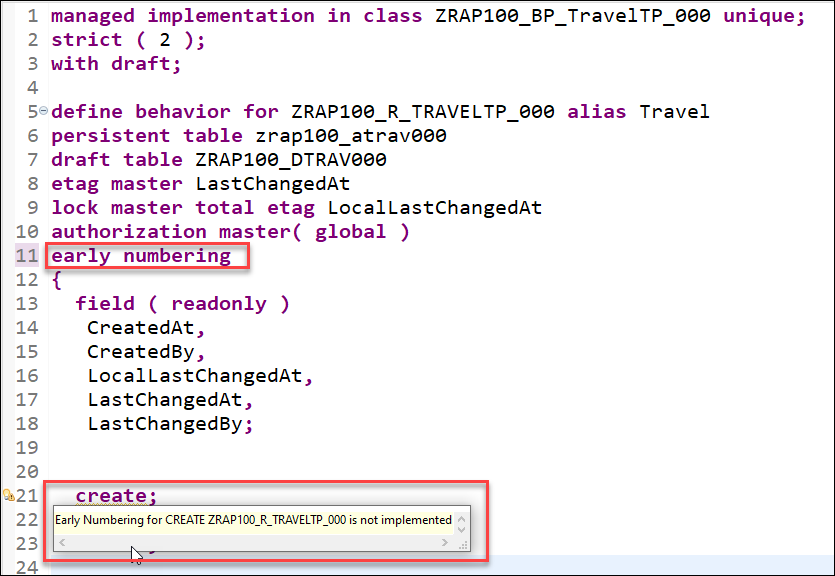 1 managed implementation in class ZRAP100_BP_TravelTP_000 unique;
2 strict ( 2 );
3 with draft;
4
5 define behavior for ZRAP100_R_TRAVELTP_000 alias Travel
6 persistent table zrap100_atrav000
7 draft table ZRAP100_DTRAV000
8 etag master LastChangedAt
9 lock master total etag LocalLastChangedAt
10 authorization master( global )
11 early numbering
12 {
13 field ( readonly )
14 CreatedAt,
15 CreatedBy,
16 LocalLastChangedAt,
17 LastChangedAt,
18 LastChangedBy;
19
20
21 create;
22 Early Numbering for CREATE ZRAP100_R_TRAVELTP_000 is not implemented
23
24